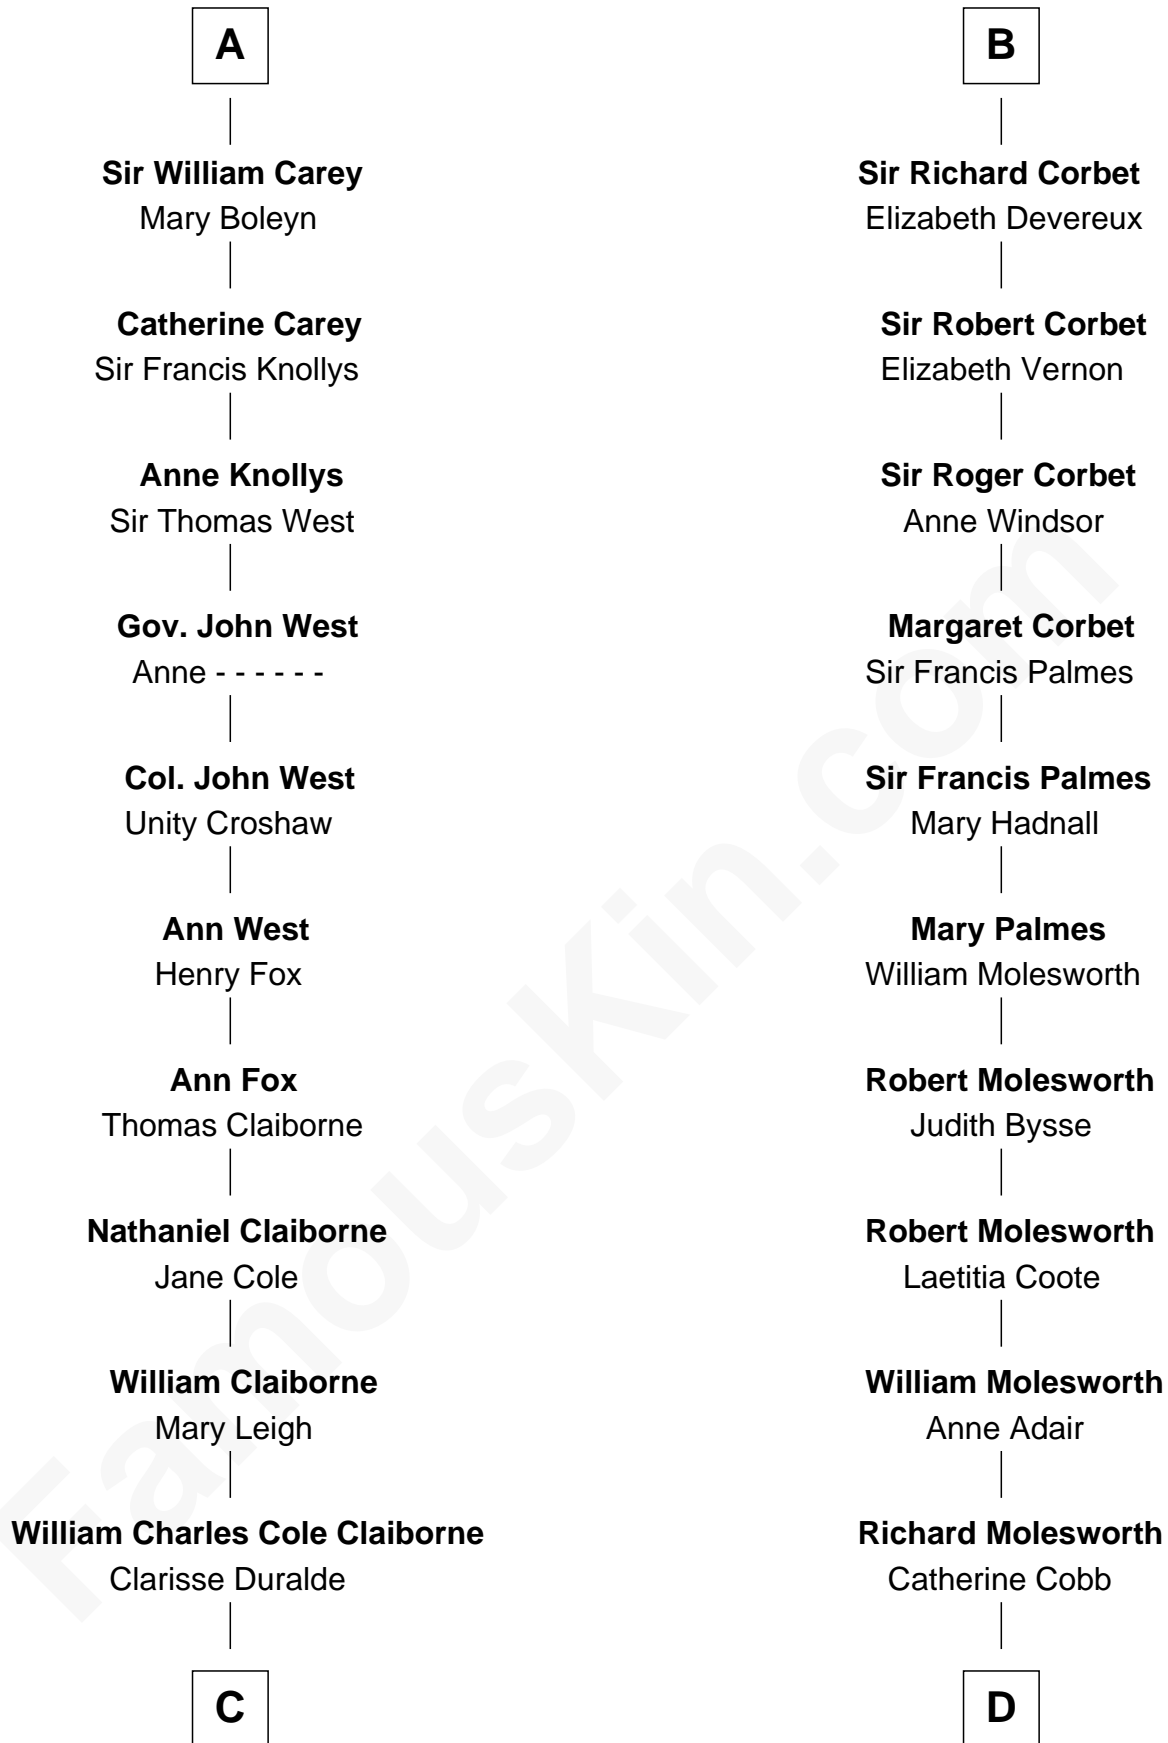 A
Sir William Carey
Mary Boleyn
Catherine Carey
Sir Francis Knollys
Anne Knollys
Sir Thomas West
Gov. John West
Anne - - - - - -
Col. John West
Unity Croshaw
Ann West
Henry Fox
Ann Fox
Thomas Claiborne
Nathaniel Claiborne
Jane Cole
William Claiborne
Mary Leigh
William Charles Cole Claiborne
Clarisse Duralde
C
B
Sir Richard Corbet
Elizabeth Devereux
Sir Robert Corbet
Elizabeth Vernon
Sir Roger Corbet
Anne Windsor
Margaret Corbet
Sir Francis Palmes
Sir Francis Palmes
Mary Hadnall
Mary Palmes
William Molesworth
Robert Molesworth
Judith Bysse
Robert Molesworth
Laetitia Coote
William Molesworth
Anne Adair
Richard Molesworth
Catherine Cobb
D
FamousKin.com